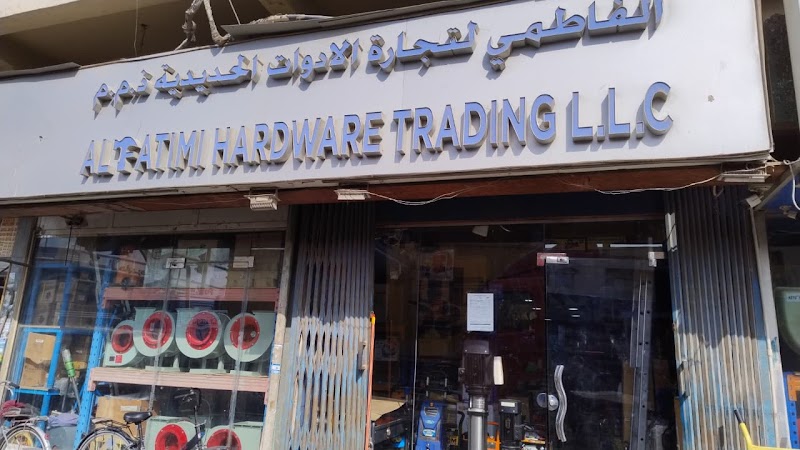 الفاطمي لتجارة الادوات الحديدية ذ.م.م
AL FATIMI HARDWARE TRADING L.L.C